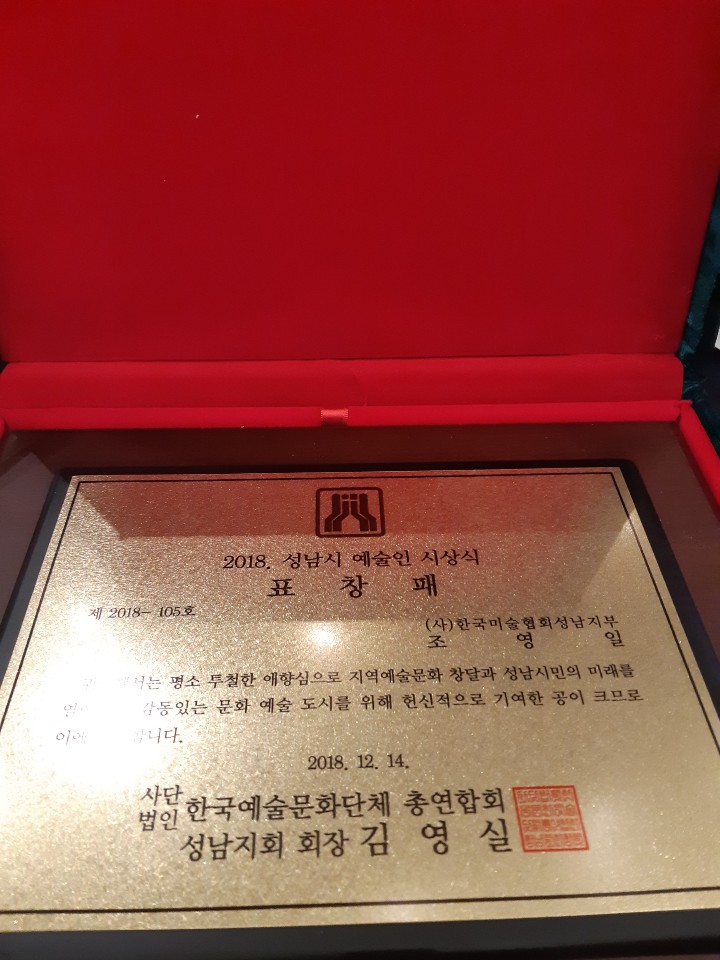 2018. 성남시 예술인 시상식
표 창 패
제 2018- 105호
(사)한국미술협회성남지부
조 영 일
평소 투철한 애향심으로 지역예술문화 창달과 성남시민의 미래를
감동있는 문화 예술 도시를 위해 헌신적으로 기여한 공이 크므로
2018. 12. 14.
사단법인 한국예술문화단체 총연합회
성남지회 회장 김 영 실